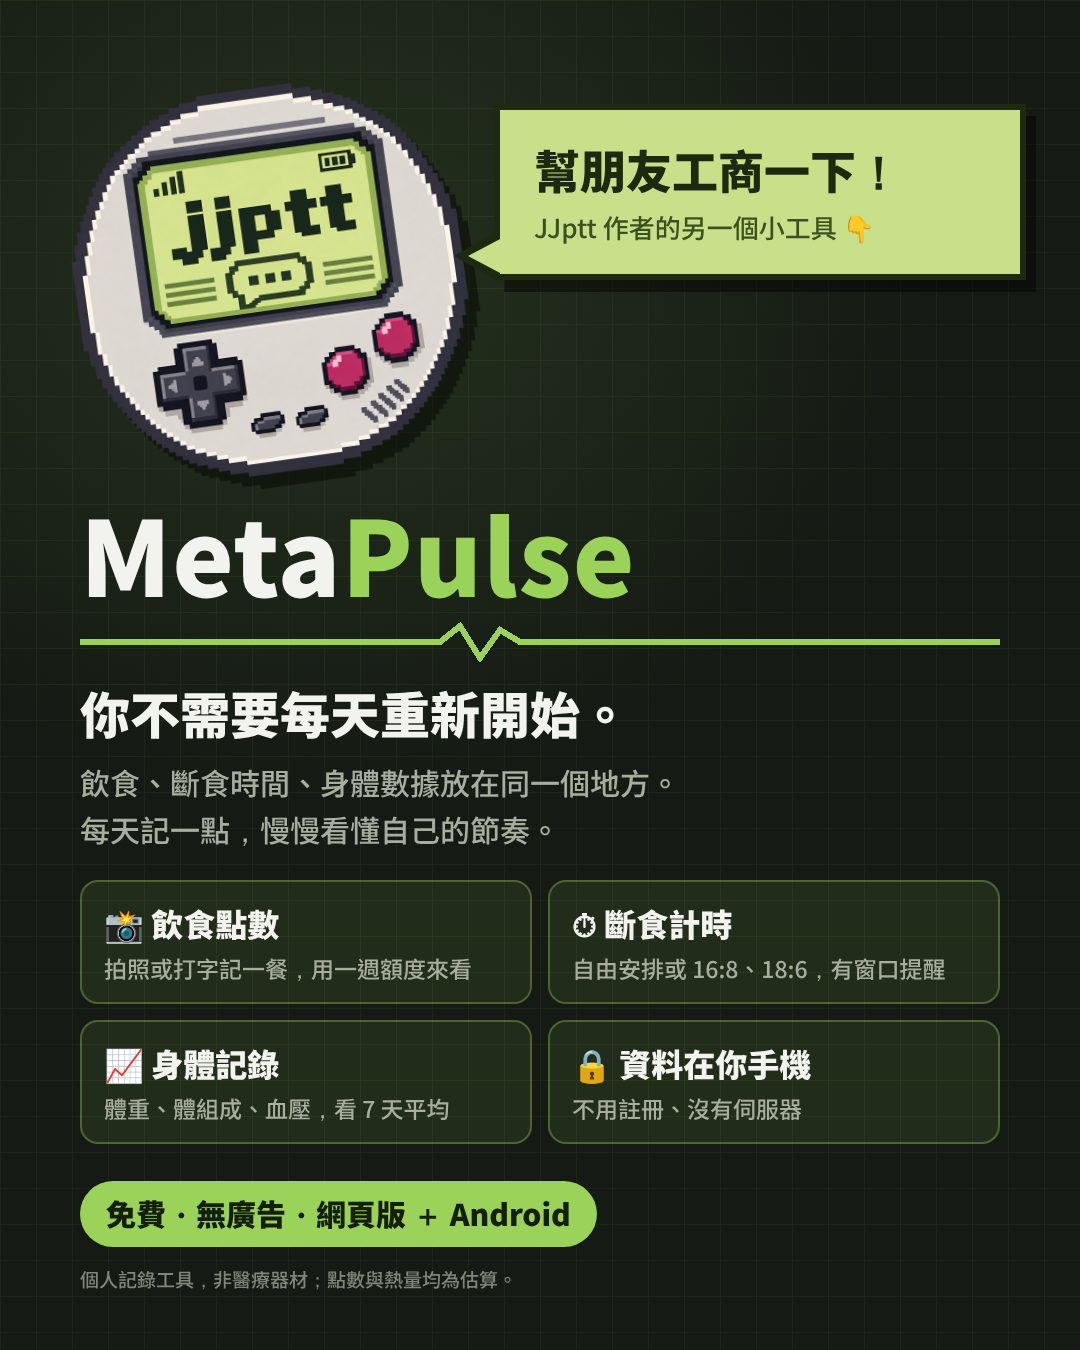 jjptt
幫朋友工商一下！
JJptt 作者的另一個小工具 👇
MetaPulse
你不需要每天重新開始。
飲食、斷食時間、身體數據放在同一個地方。
每天記一點，慢慢看懂自己的節奏。
📸 飲食點數
拍照或打字記一餐，用一週額度來看
⏱ 斷食計時
自由安排或 16:8、18:6，有窗口提醒
📈 身體記錄
體重、體組成、血壓，看 7 天平均
🔒 資料在你手機
不用註冊、沒有伺服器
免費 · 無廣告 · 網頁版 + Android
個人記錄工具，非醫療器材；點數與熱量均為估算。